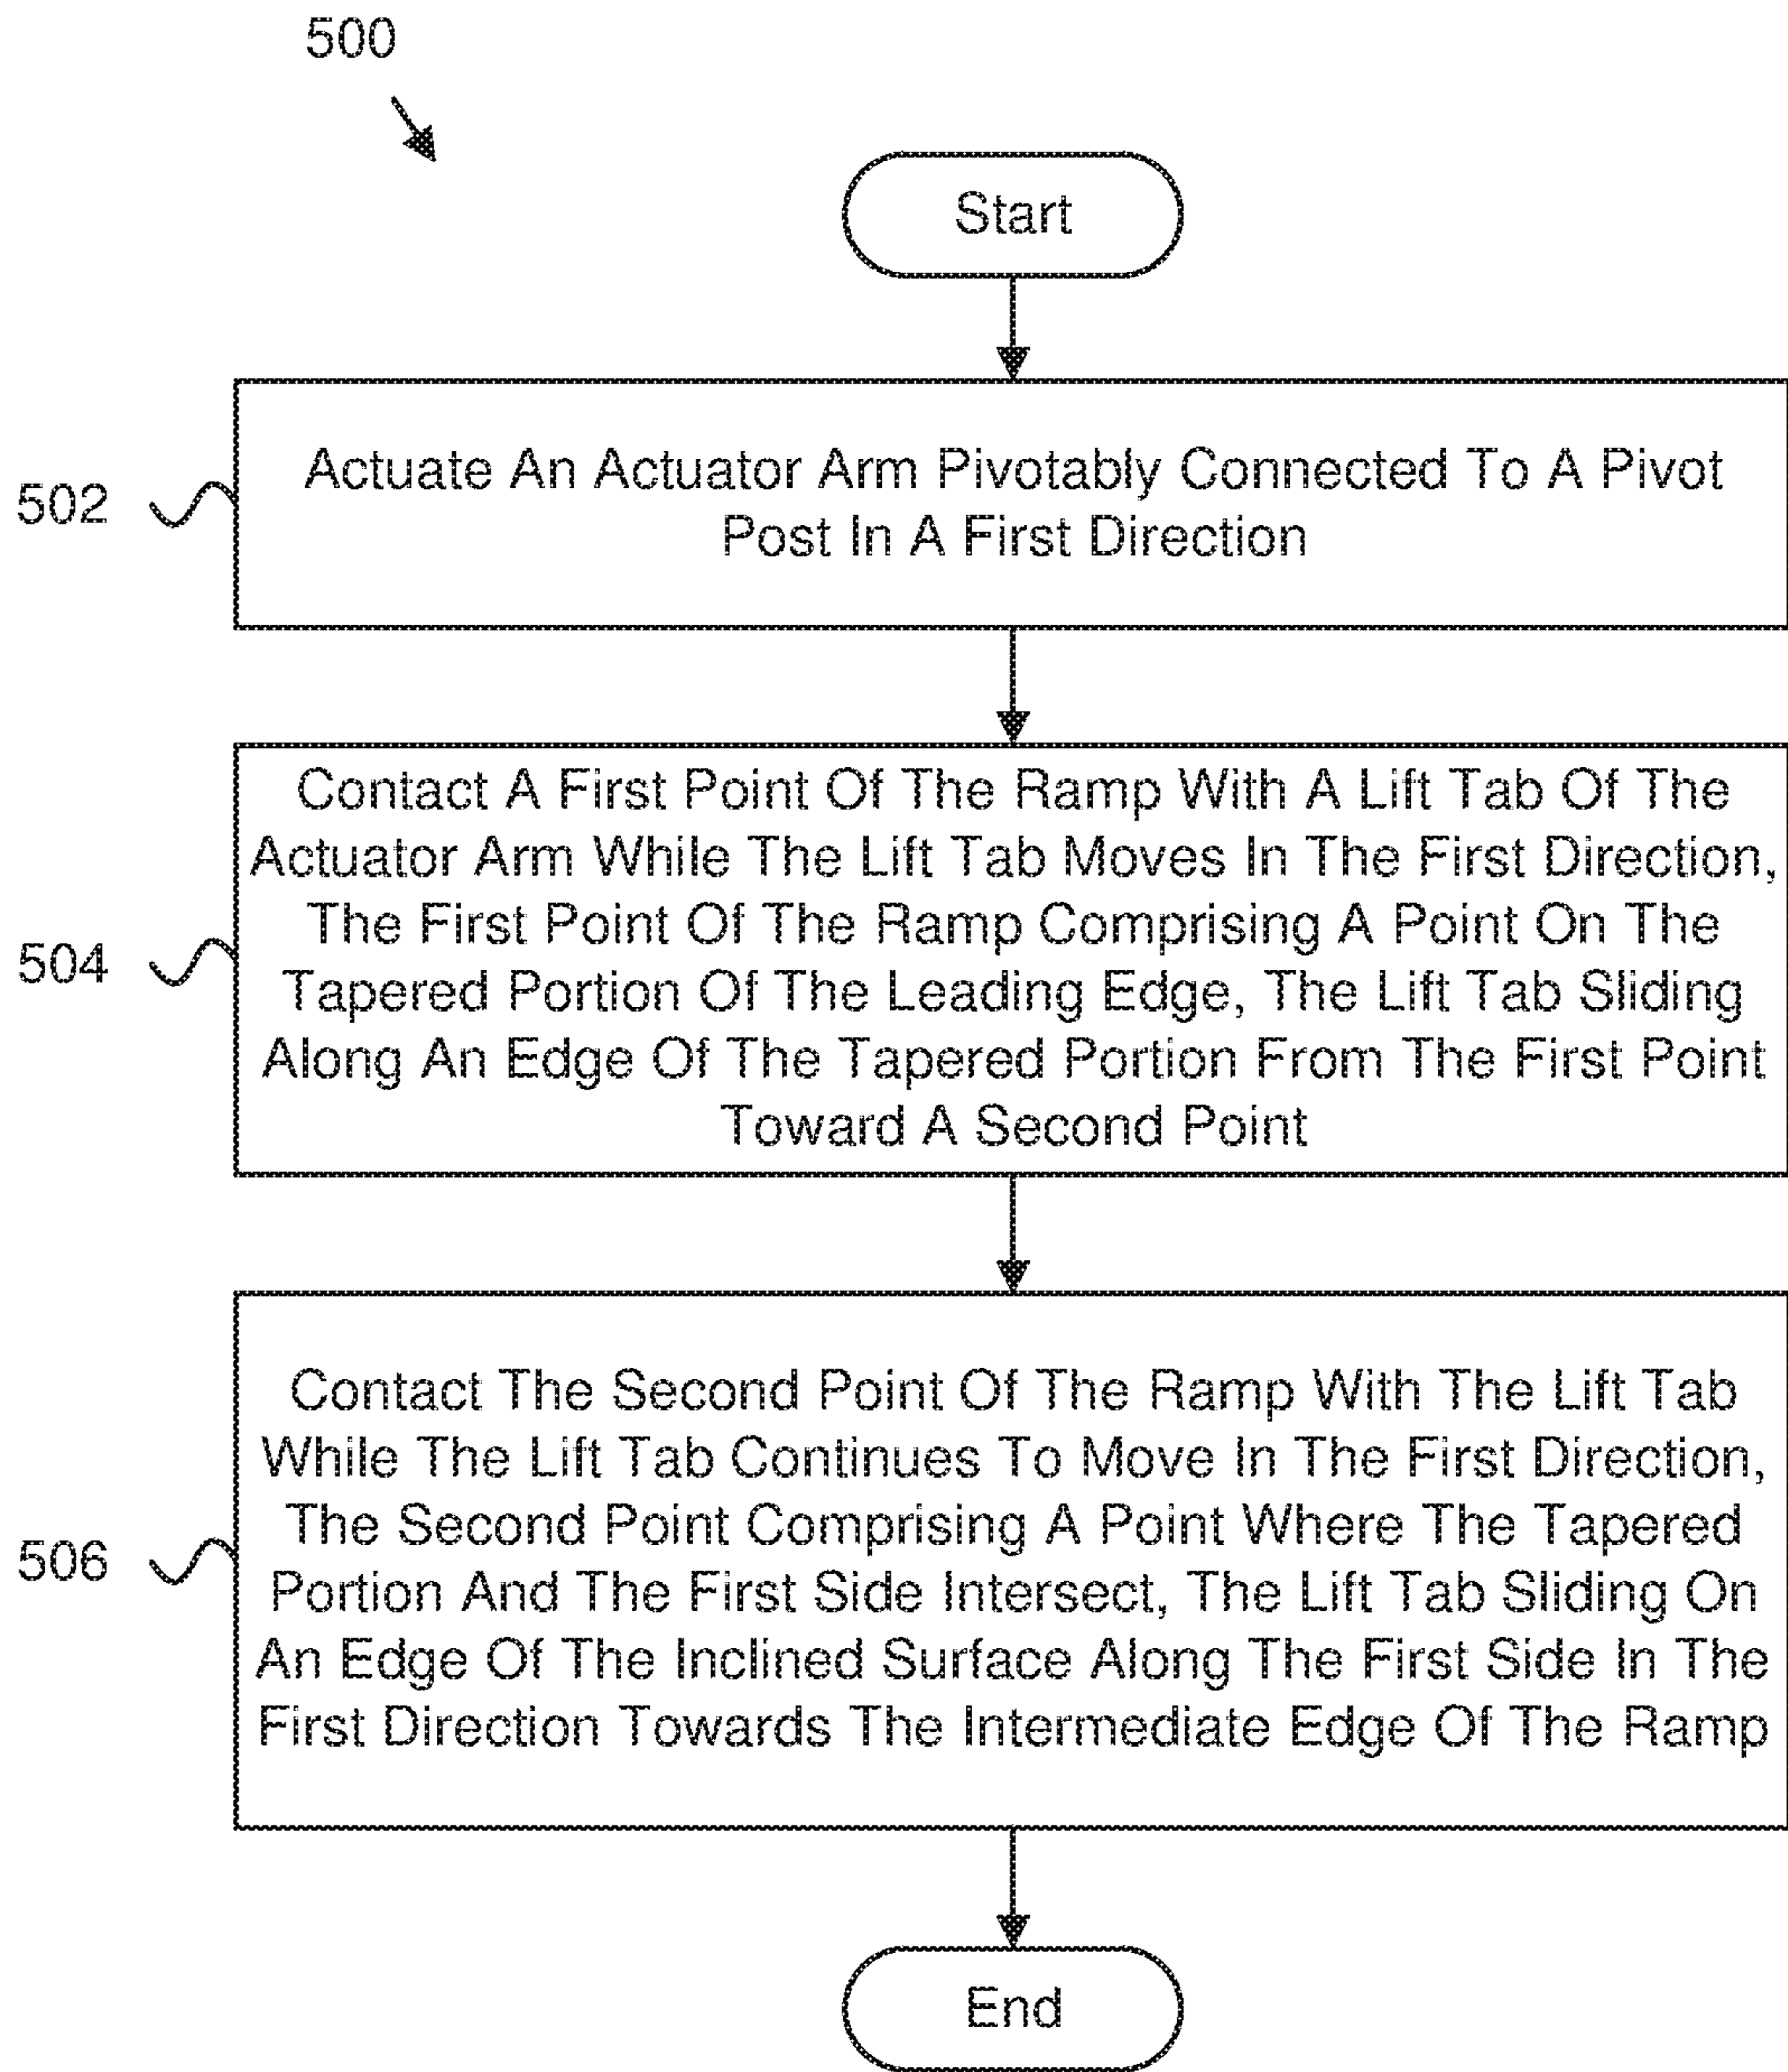 500
Start
502
Actuate An Actuator Arm Pivotably Connected To A Pivot
Post In A First Direction
504
Contact A First Point Of The Ramp With A Lift Tab Of The
Actuator Arm While The Lift Tab Moves In The First Direction,
The First Point Of The Ramp Comprising A Point On The
Tapered Portion Of The Leading Edge, The Lift Tab Sliding
Along An Edge Of The Tapered Portion From The First Point
Toward A Second Point
506
Contact The Second Point Of The Ramp With The Lift Tab
While The Lift Tab Continues To Move In The First Direction,
The Second Point Comprising A Point Where The Tapered
Portion And The First Side Intersect, The Lift Tab Sliding On
An Edge Of The Inclined Surface Along The First Side In The
First Direction Towards The Intermediate Edge Of The Ramp
End